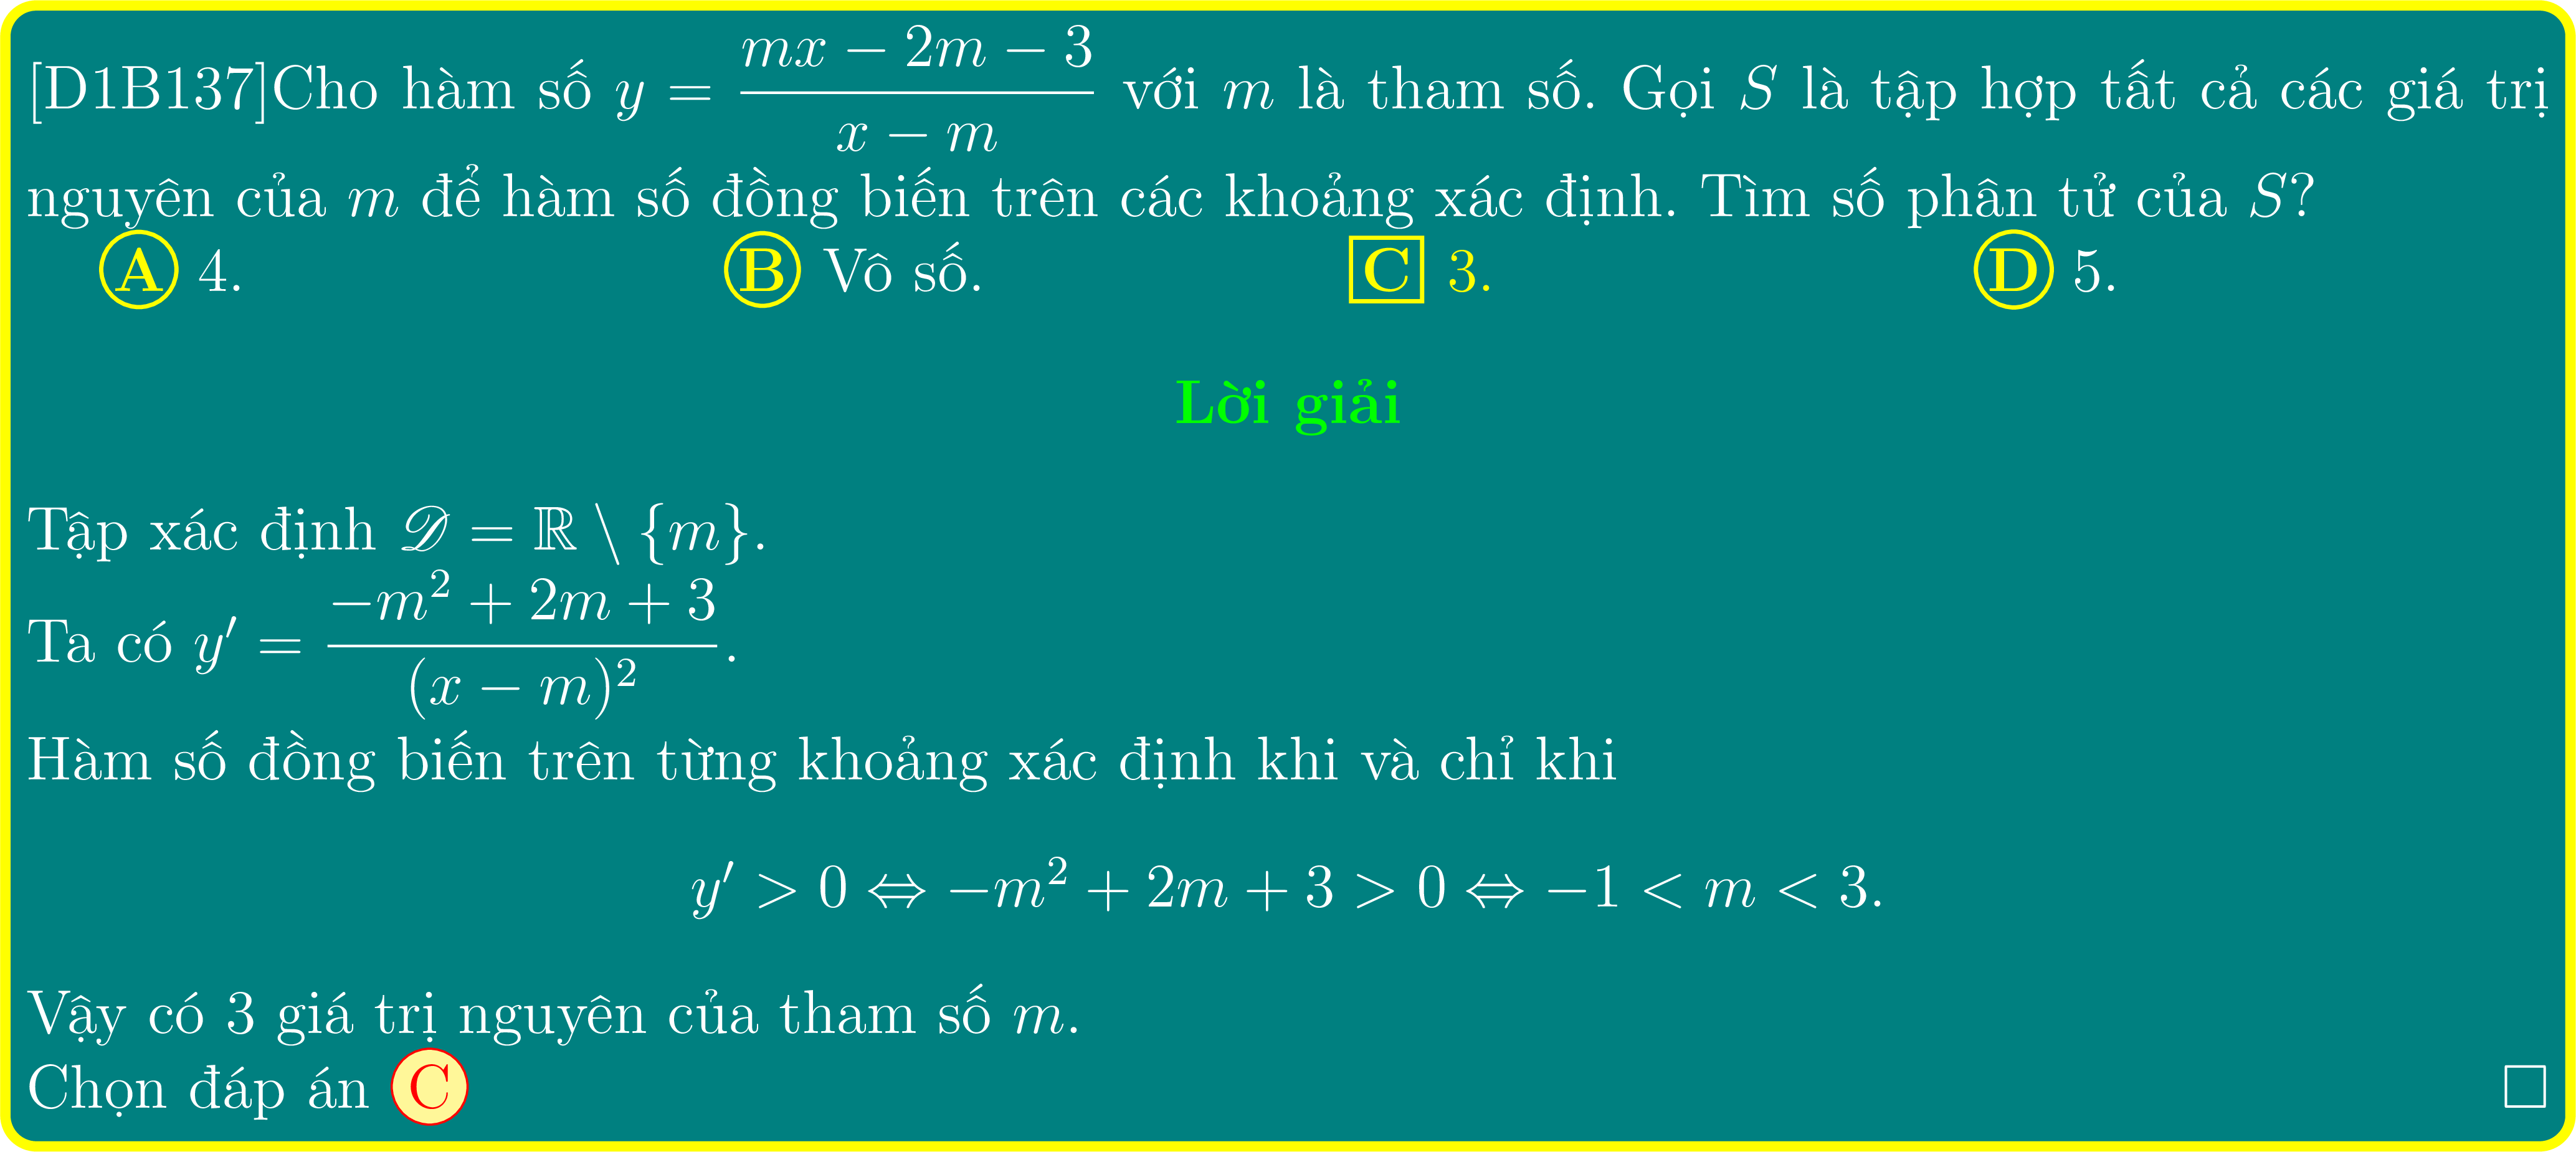 [D1B137]Cho hàm số $y = \dfrac{mx - 2m - 3}{x - m}$ với $m$ là tham số. Gọi $S$ là tập hợp tất cả các giá trị
nguyên của $m$ để hàm số đồng biến trên các khoảng xác định. Tìm số phân tử của $S$?
A 4. B Vô số. C 3. D 5.
Lời giải
Tập xác định $\mathscr{D} = \mathbb{R} \setminus \{m\}$.
Ta có $y' = \dfrac{-m^2 + 2m + 3}{(x - m)^2}$.
Hàm số đồng biến trên từng khoảng xác định khi và chỉ khi
$y' > 0 \Leftrightarrow -m^2 + 2m + 3 > 0 \Leftrightarrow -1 < m < 3.$
Vậy có 3 giá trị nguyên của tham số $m$.
Chọn đáp án C □